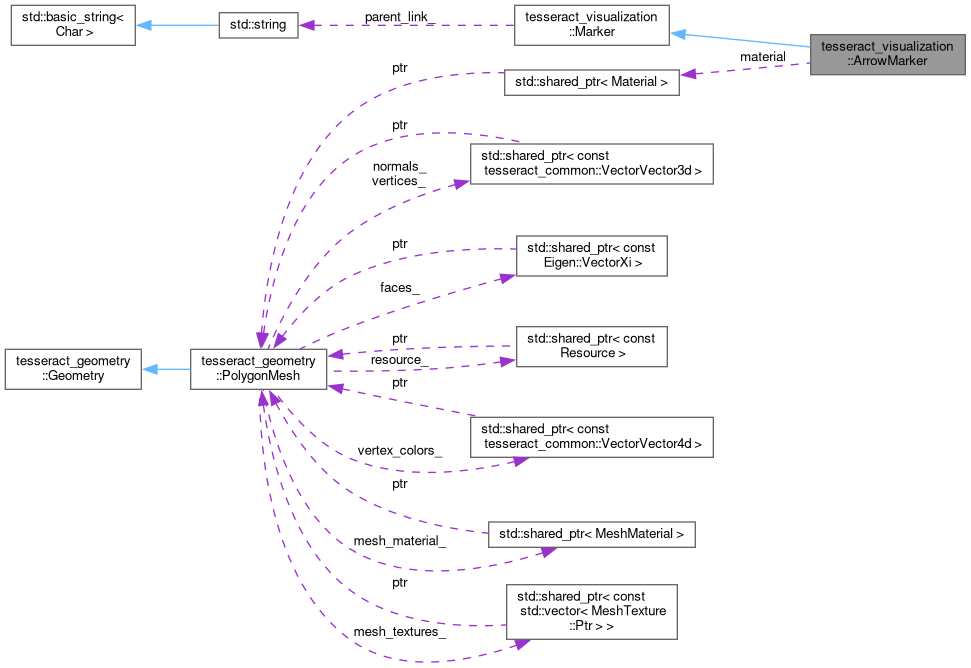 std::basic_string<
Char >
std::string
parent_link_
tesseract_visualization
::Marker
tesseract_visualization
::ArrowMarker
material
ptr
std::shared_ptr< Material >
ptr
std::shared_ptr< const
tesseract_common::VectorVector3d >
normals_
vertices_
ptr
std::shared_ptr< const
Eigen::VectorXi >
faces_
tesseract_geometry
::Geometry
tesseract_geometry
::PolygonMesh
ptr
resource_
std::shared_ptr< const
Resource >
ptr
std::shared_ptr< const
tesseract_common::VectorVector4d >
vertex_colors_
ptr
std::shared_ptr< MeshMaterial >
mesh_material_
ptr
std::shared_ptr< const
std::vector< MeshTexture
::Ptr > >
mesh_textures_